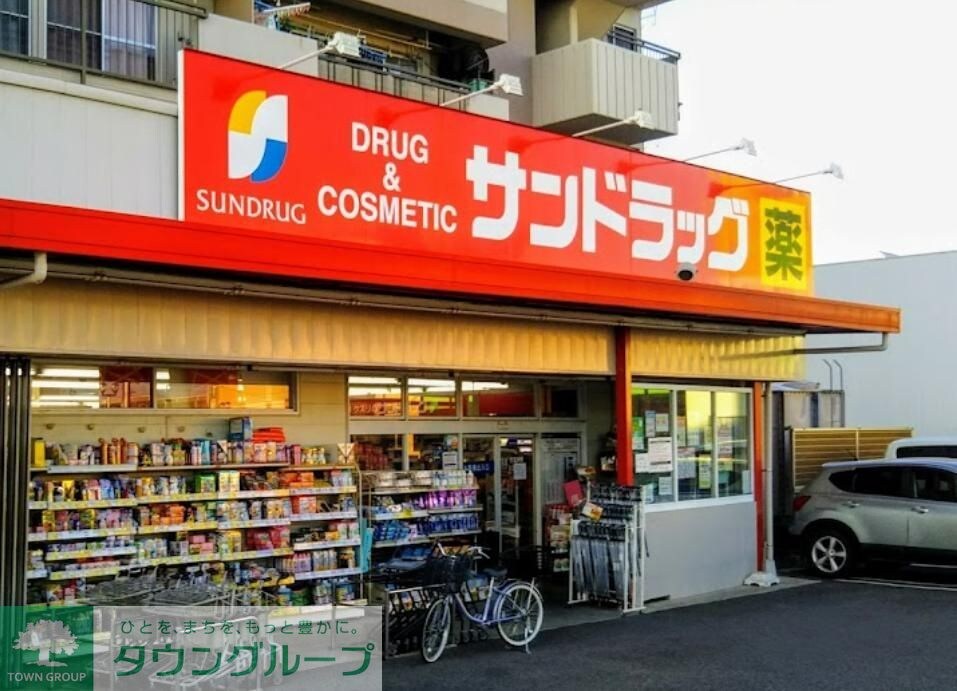 SUNDRUG
DRUG
&
COSMETIC
サンドラッグ
薬
ひとを、まちを、もっと豊かに。
タウングループ
TOWN GROUP